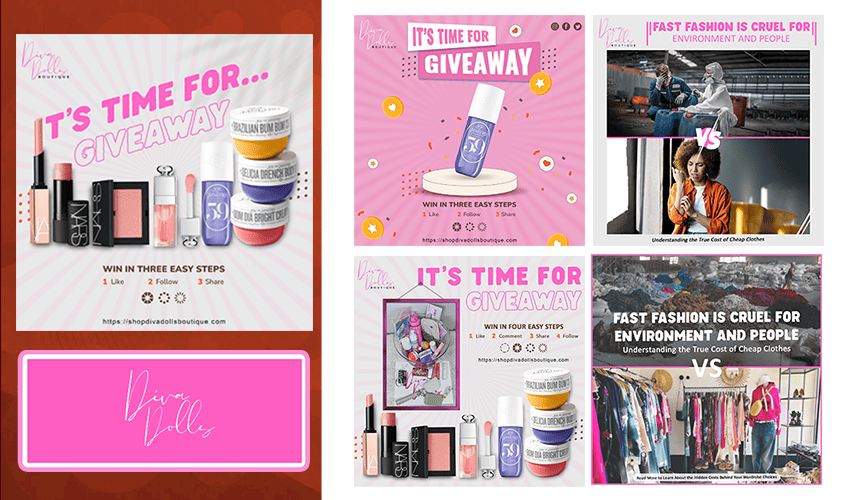 Diva
Dolls
BOUTIQUE
IT'S TIME FOR...
GIVEAWAY
BRAZILIAN BUM BUM
DELICIA DRENCH BODY
BOM DIA BRIGHT CREAM
NARS
NARS
59
WIN IN THREE EASY STEPS
1 Like 2 Follow 3 Share
https://shopdivadollsboutique.com
Diva
Dolls
Diva
Dolls
BOUTIQUE
IT'S TIME FOR
GIVEAWAY
59
WIN IN THREE EASY STEPS
1 Like 2 Follow 3 Share
https://shopdivadollsboutique.com
Diva
Dolls
BOUTIQUE
FAST FASHION IS CRUEL FOR
ENVIRONMENT AND PEOPLE
VS
Understanding the True Cost of Cheap Clothes
Diva
Dolls
BOUTIQUE
IT'S TIME FOR
GIVEAWAY
WIN IN FOUR EASY STEPS
1 Like 2 Comment 3 Share 4 Follow
https://shopdivadollsboutique.com
BRAZILIAN BUM BUM
DELICIA DRENCH BODY
BOM DIA BRIGHT CREAM
NARS
NARS
59
FAST FASHION IS CRUEL FOR
ENVIRONMENT AND PEOPLE
Understanding the True Cost of Cheap Clothes
VS
Read More to Learn About the Hidden Costs Behind Your Wardrobe Choices